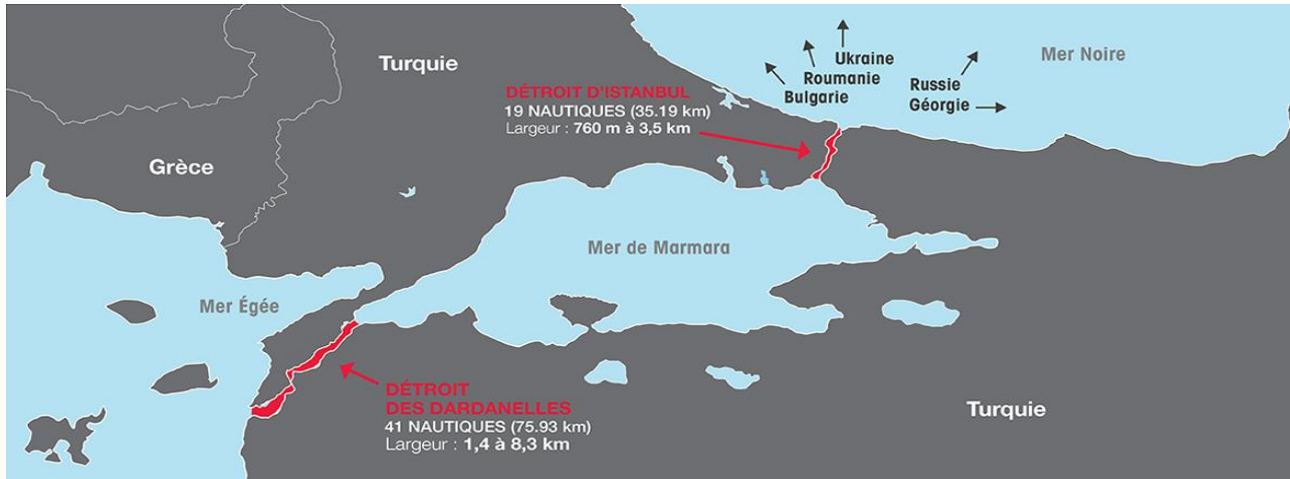 Turquie
Mer Noire
Ukraine
Roumanie
Bulgarie
Russie
Géorgie
DÉTROIT D'ISTANBUL
19 NAUTIQUES (35.19 km)
Largeur : 760 m à 3,5 km
Grèce
Mer de Marmara
Mer Égée
DÉTROIT
DES DARDANELLES
41 NAUTIQUES (75.93 km)
Largeur : 1,4 à 8,3 km
Turquie